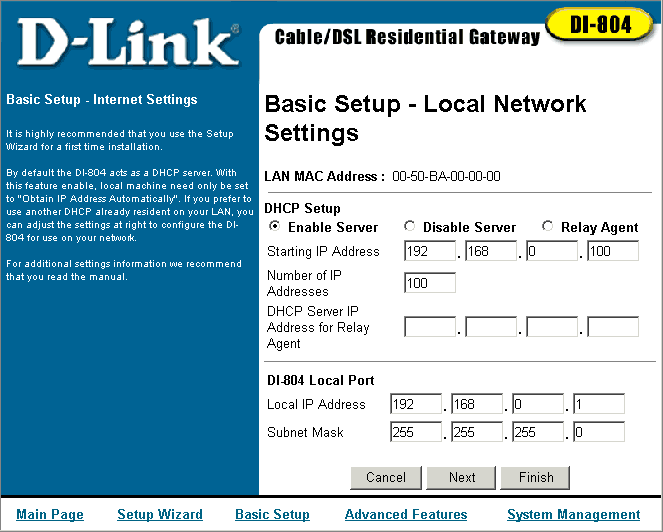 D-Link®
Cable/DSL Residential Gateway
DI-804
Basic Setup - Internet Settings
It is highly recommended that you use the Setup
Wizard for a first time installation.
By default the DI-804 acts as a DHCP server. With
this feature enable, local machine need only be set
to "Obtain IP Address Automatically". If you prefer to
use another DHCP already resident on your LAN, you
can adjust the settings at right to configure the DI-
804 for use on your network.
For additional settings information we recommend
that you read the manual.
Basic Setup - Local Network
Settings
LAN MAC Address : 00-50-BA-00-00-00
DHCP Setup
Enable Server Disable Server Relay Agent
Starting IP Address 192 . 168 . 0 . 100
Number of IP
Addresses 100
DHCP Server IP
Address for Relay . . .
Agent
DI-804 Local Port
Local IP Address 192 . 168 . 0 . 1
Subnet Mask 255 . 255 . 255 . 0
Cancel Next Finish
Main Page Setup Wizard Basic Setup Advanced Features System Management